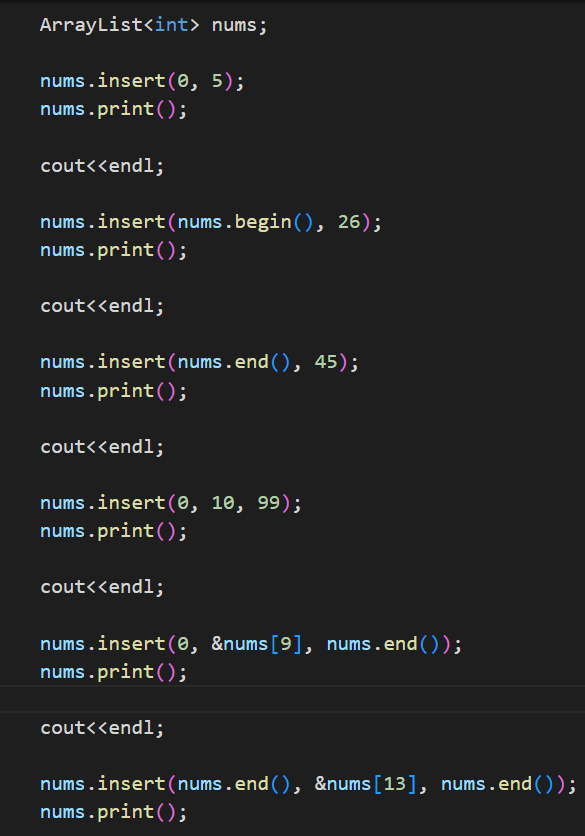 ArrayList<int> nums;
nums.insert(0, 5);
nums.print();
cout<<endl;
nums.insert(nums.begin(), 26);
nums.print();
cout<<endl;
nums.insert(nums.end(), 45);
nums.print();
cout<<endl;
nums.insert(0, 10, 99);
nums.print();
cout<<endl;
nums.insert(0, &nums[9], nums.end());
nums.print();
cout<<endl;
nums.insert(nums.end(), &nums[13], nums.end());
nums.print();